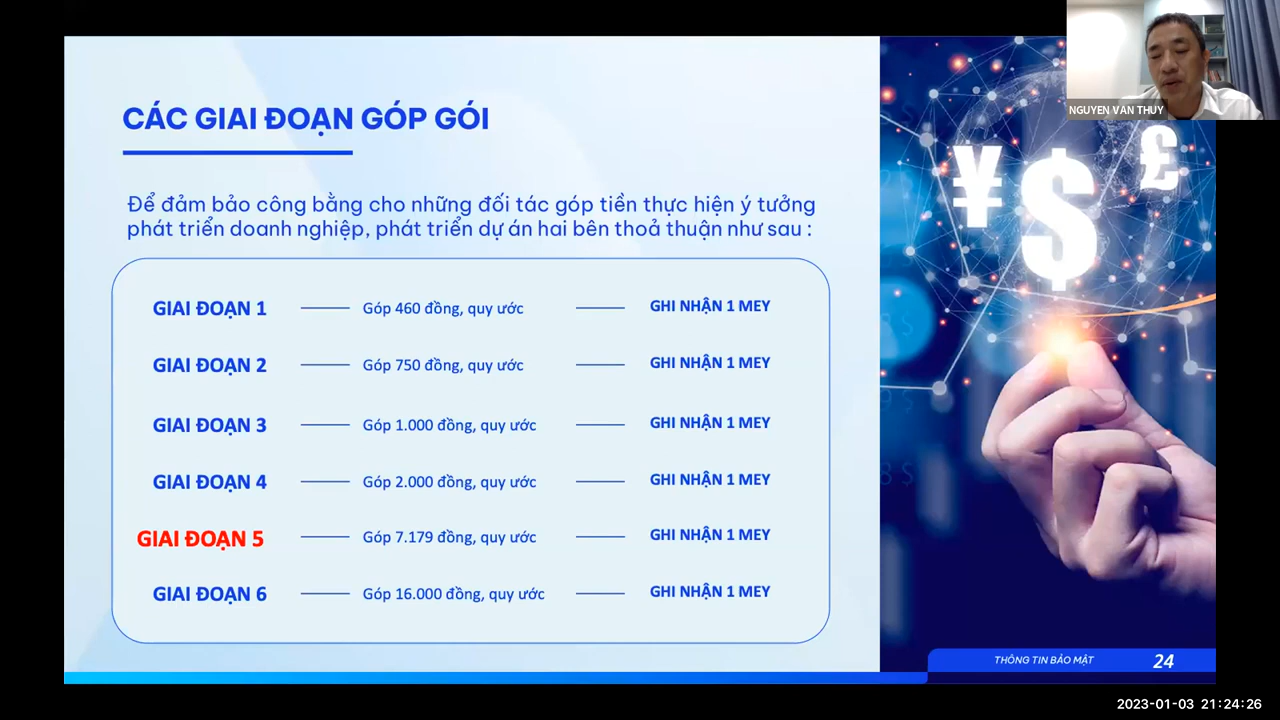 NGUYEN VAN THUY
CÁC GIAI ĐOẠN GÓP GÓI
Để đảm bảo công bằng cho những đối tác góp tiền thực hiện ý tưởng
phát triển doanh nghiệp, phát triển dự án hai bên thoả thuận như sau :
GIAI ĐOẠN 1 Góp 460 đồng, quy ước GHI NHẬN 1 MEY
GIAI ĐOẠN 2 Góp 750 đồng, quy ước GHI NHẬN 1 MEY
GIAI ĐOẠN 3 Góp 1.000 đồng, quy ước GHI NHẬN 1 MEY
GIAI ĐOẠN 4 Góp 2.000 đồng, quy ước GHI NHẬN 1 MEY
GIAI ĐOẠN 5 Góp 7.179 đồng, quy ước GHI NHẬN 1 MEY
GIAI ĐOẠN 6 Góp 16.000 đồng, quy ước GHI NHẬN 1 MEY
¥ $ £
THÔNG TIN BẢO MẬT 24
2023-01-03 21:24:26